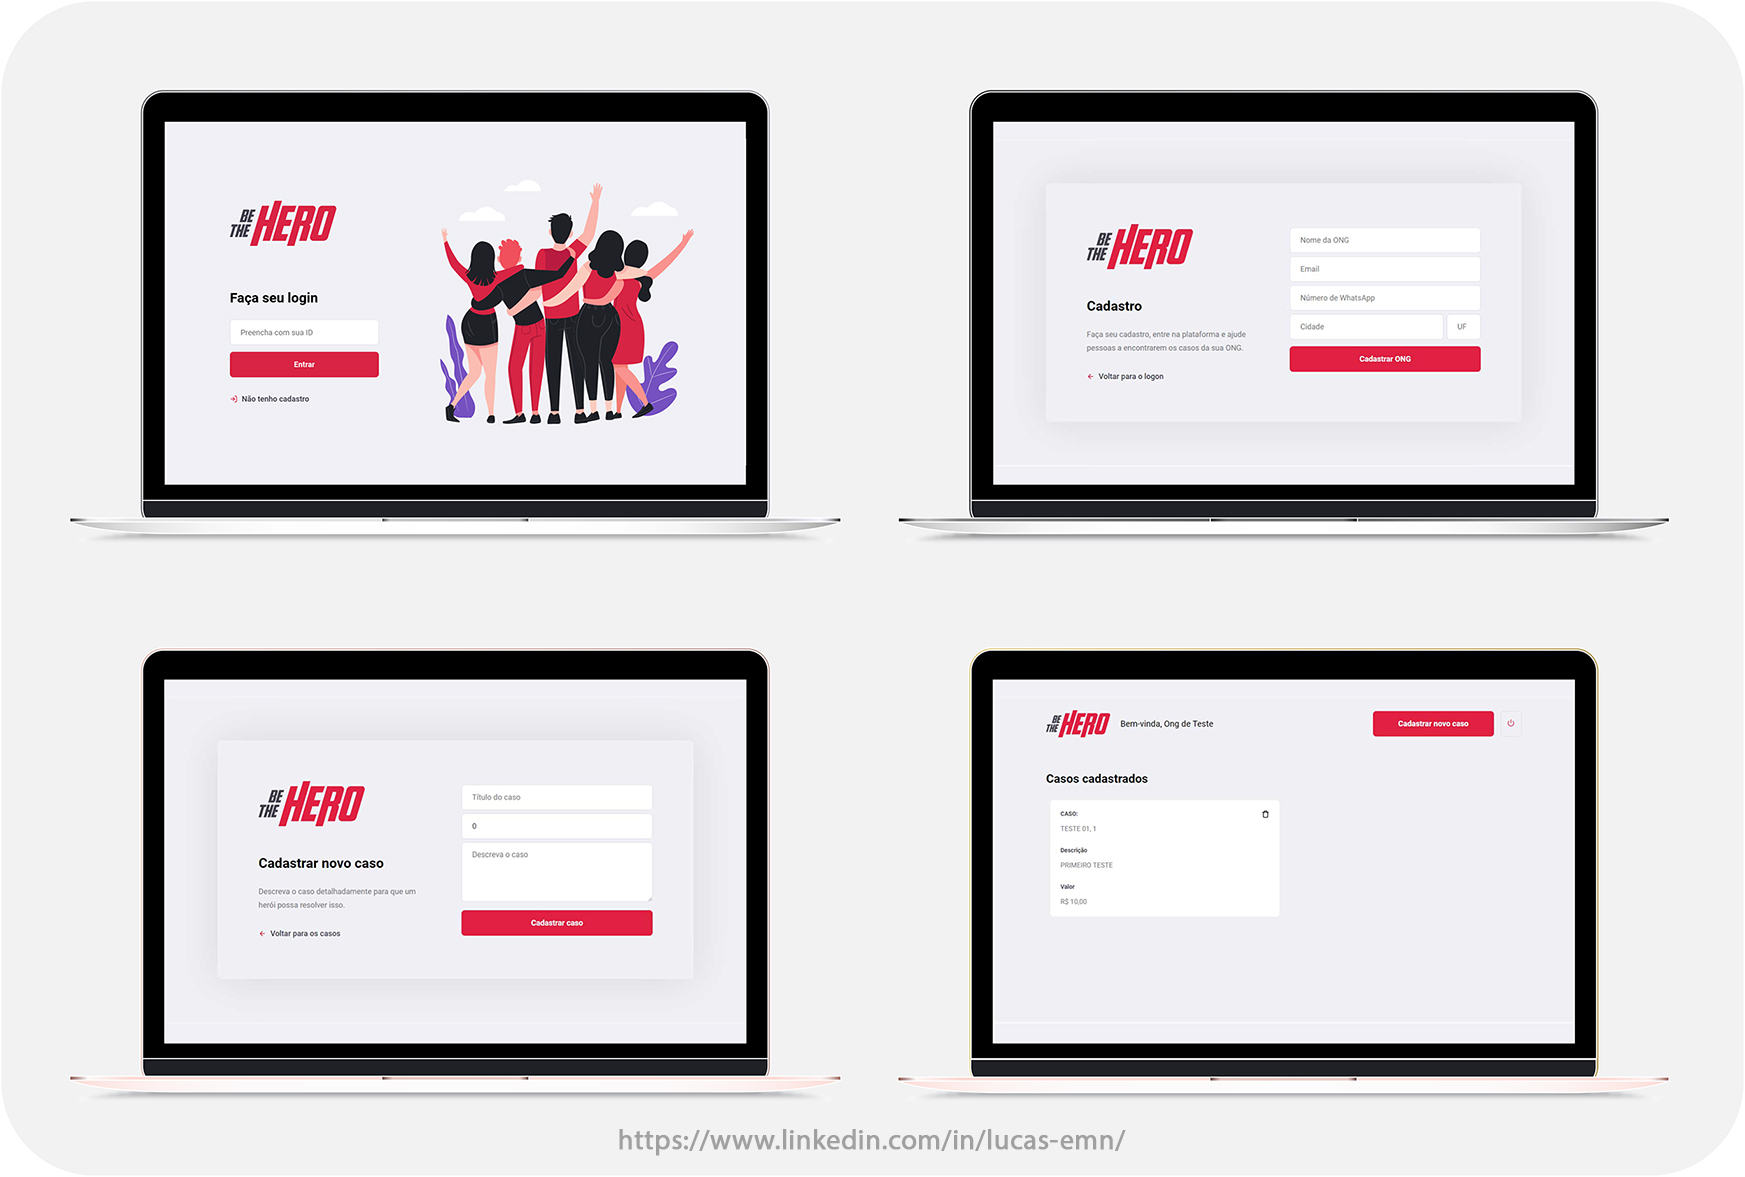 BE
THE HERO
Faça seu login
Preencha com sua ID
Entrar
Não tenho cadastro
BE
THE HERO
Cadastro
Faça seu cadastro, entre na plataforma e ajude
pessoas a encontrarem os casos da sua ONG.
Voltar para o logon
Nome da ONG
Email
Número de WhatsApp
Cidade UF
Cadastrar ONG
BE
THE HERO
Cadastrar novo caso
Descreva o caso detalhadamente para que um
herói possa resolver isso.
Voltar para os casos
Título do caso
0
Descreva o caso
Cadastrar caso
BE
THE HERO
Bem-vinda, Ong de Teste
Cadastrar novo caso
Casos cadastrados
CASO:
TESTE 01, 1
Descrição
PRIMEIRO TESTE
Valor
R$ 10,00
https://www.linkedin.com/in/lucas-emn/